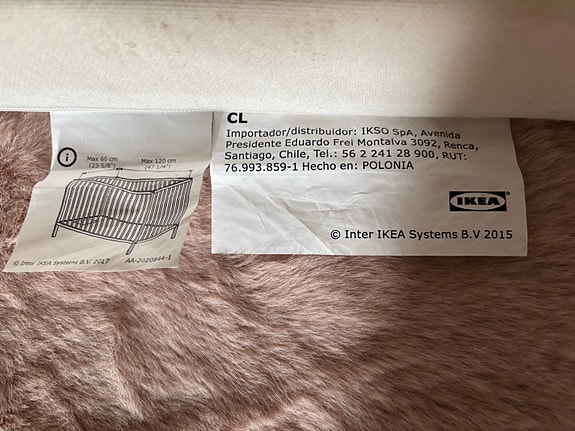 Max 60 cm
(23 5/8")
Max 120 cm
(47 1/4")
© Inter IKEA Systems B.V. 2017
AA-2020844-1
CL
Importador/distribuidor: IKSO SpA, Avenida
Presidente Eduardo Frei Montalva 3092, Renca,
Santiago, Chile, Tel.: 56 2 241 28 900, RUT:
76.993.859-1 Hecho en: POLONIA
IKEA
© Inter IKEA Systems B.V 2015